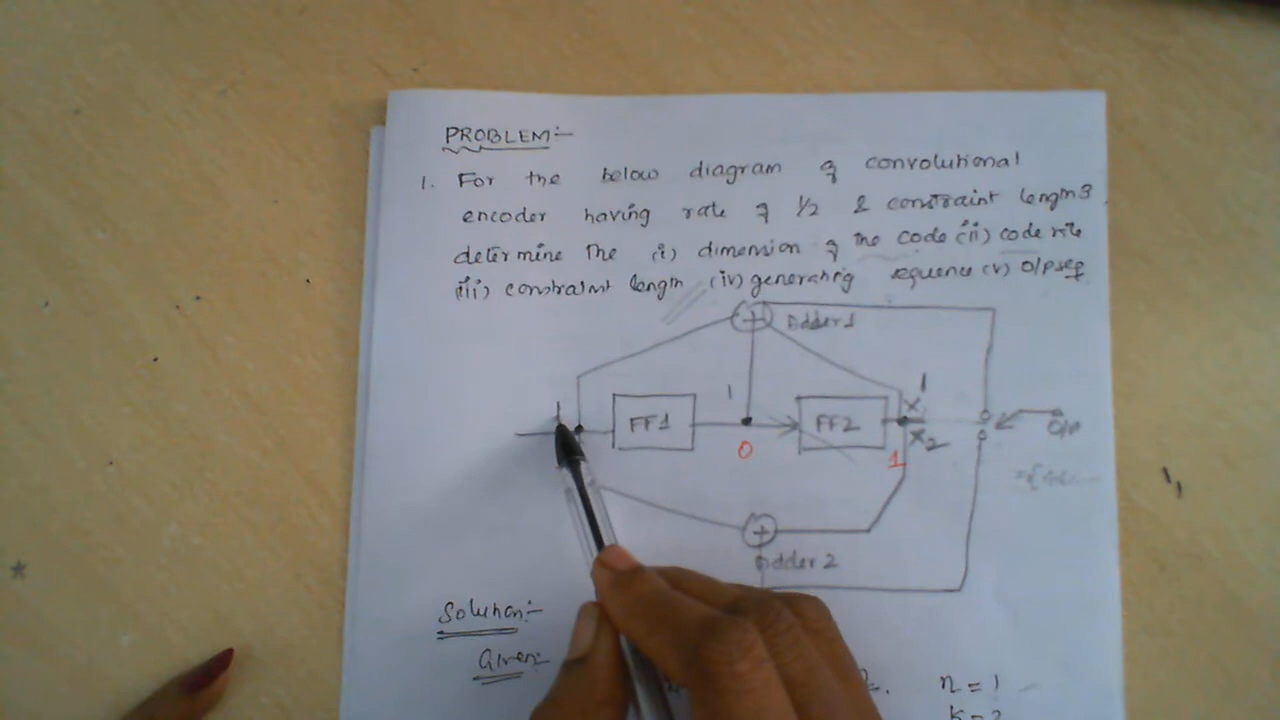 PROBLEM:-
1. For the below diagram of convolutional
encoder having rate of 1/2 & constraint length 3
determine the (i) dimension of the code (ii) code rate
(iii) constraint length (iv) generating sequence (v) O/P seq
+ Adder 1
1 FF1 1 FF2 X1 O/P
0 1 X2
+
Adder 2
Solution:-
Given:-
n = 1
k = 2